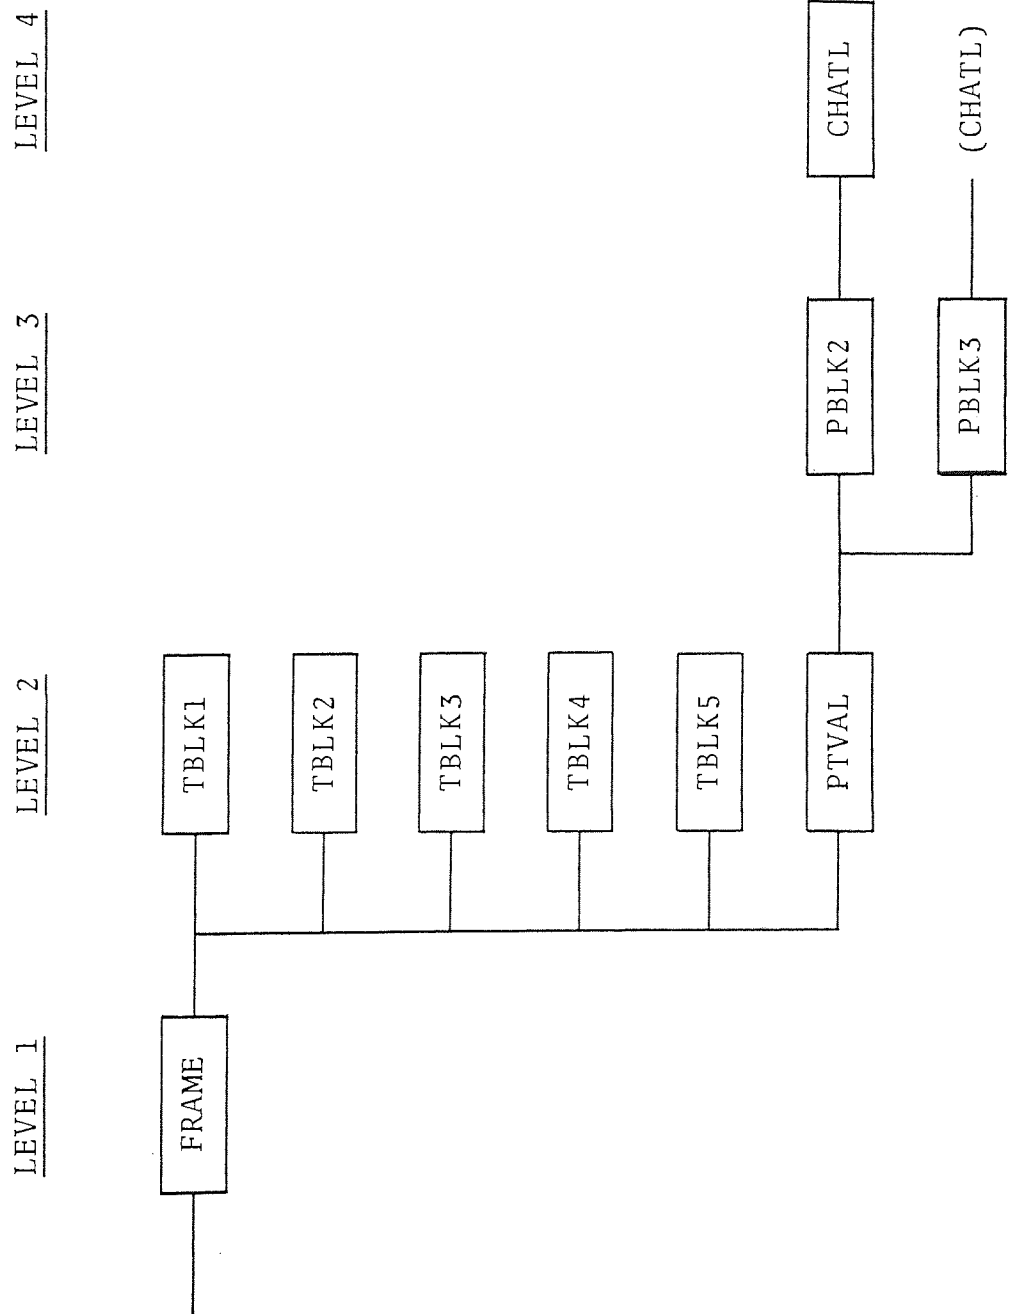 LEVEL 1
LEVEL 2
LEVEL 3
LEVEL 4
FRAME
TBLK1
TBLK2
TBLK3
TBLK4
TBLK5
PTVAL
PBLK2
CHATL
PBLK3
(CHATL)